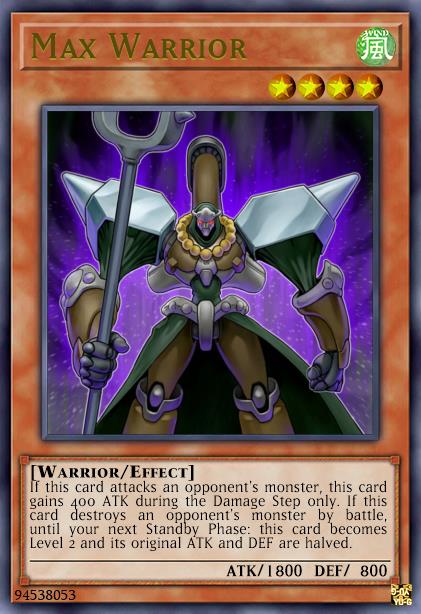 MAX WARRIOR
WIND
風
[WARRIOR/EFFECT]
If this card attacks an opponent's monster, this card
gains 400 ATK during the Damage Step only. If this
card destroys an opponent's monster by battle,
until your next Standby Phase: this card becomes
Level 2 and its original ATK and DEF are halved.
ATK/1800 DEF/ 800
94538053